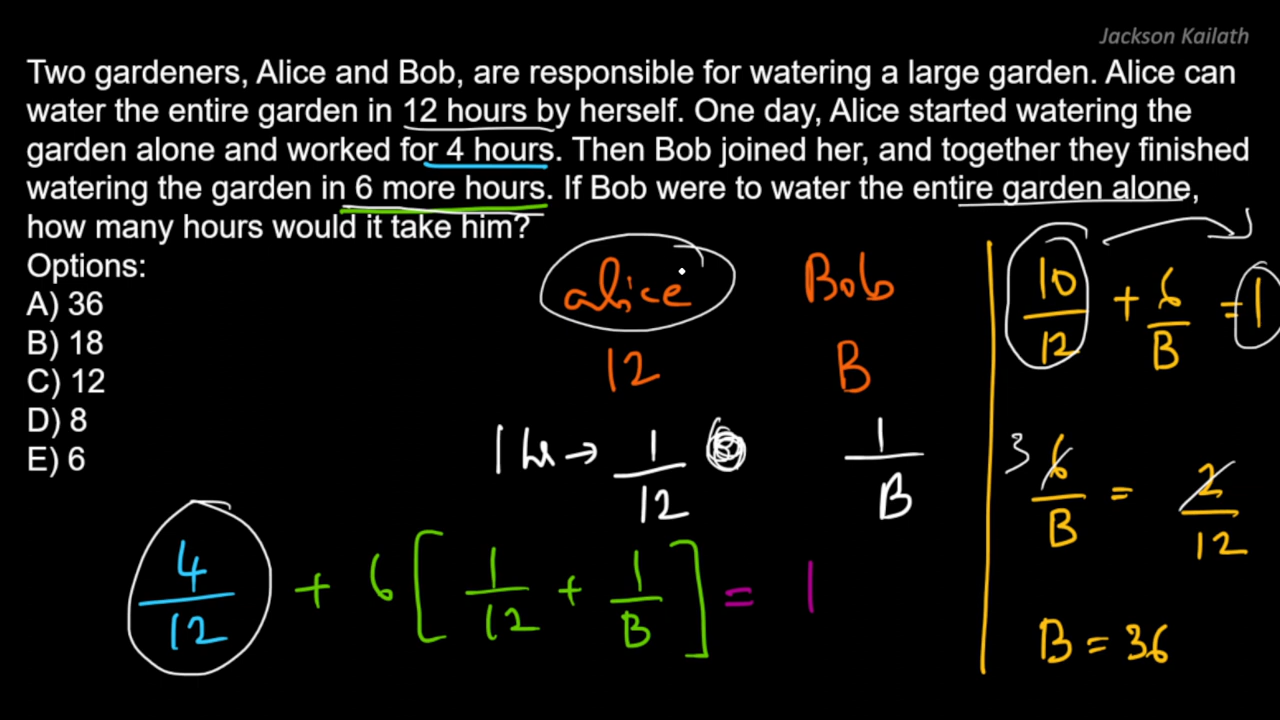 Jackson Kailath
Two gardeners, Alice and Bob, are responsible for watering a large garden. Alice can
water the entire garden in 12 hours by herself. One day, Alice started watering the
garden alone and worked for 4 hours. Then Bob joined her, and together they finished
watering the garden in 6 more hours. If Bob were to water the entire garden alone,
how many hours would it take him?
Options:
A) 36
B) 18
C) 12
D) 8
E) 6
alice Bob
12 B
1 hr → 1/12 1/B
4/12 + 6 [ 1/12 + 1/B ] = 1
10/12 + 6/B = 1
3 6/B = 2/12
B = 36